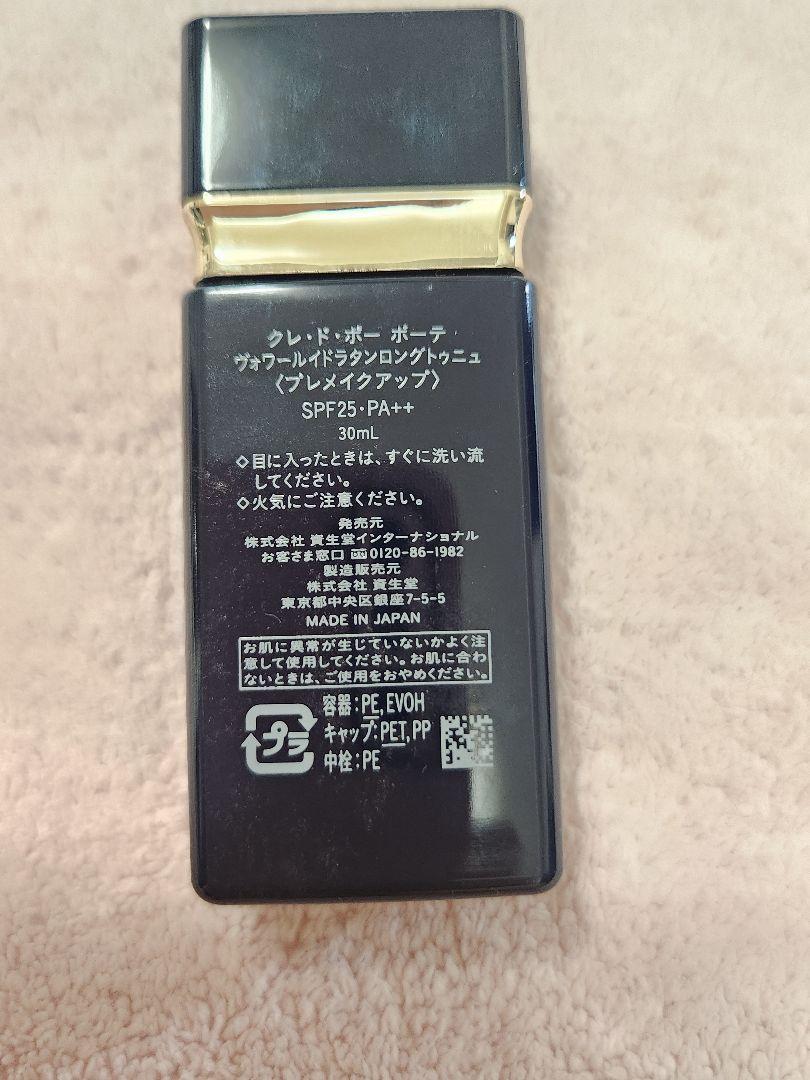 クレ・ド・ポー ボーテ
ヴォワールイドラタンロングトゥニュ
〈プレメイクアップ〉
SPF25・PA++
30mL
◇目に入ったときは、すぐに洗い流
してください。
◇火気にご注意ください。
発売元
株式会社 資生堂インターナショナル
お客さま窓口 0120-86-1982
製造販売元
株式会社 資生堂
東京都中央区銀座7-5-5
MADE IN JAPAN
お肌に異常が生じていないかよく注
意して使用してください。お肌に合わ
ないときは、ご使用をおやめください。
プラ
容器:PE,EVOH
キャップ:PET,PP
中栓:PE